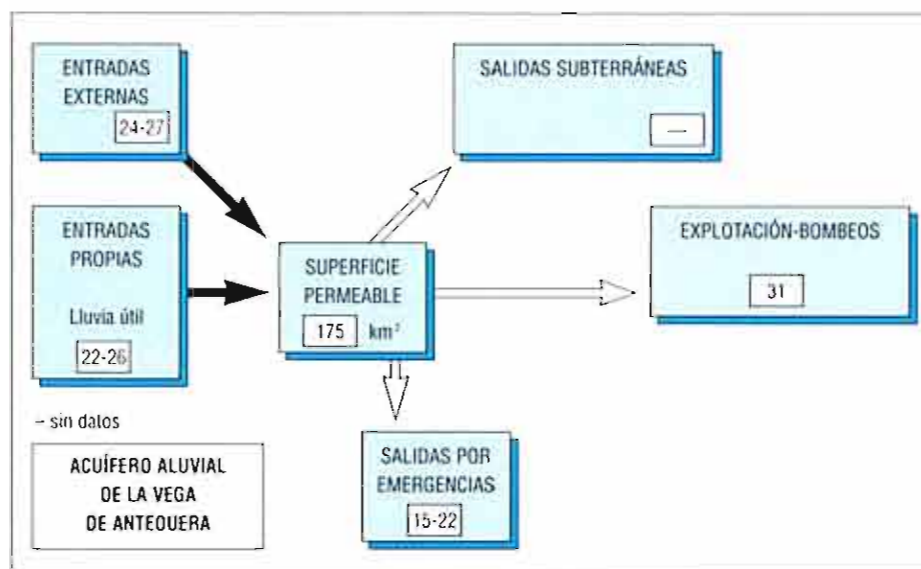 ENTRADAS
EXTERNAS
24-27
SALIDAS SUBTERRÁNEAS
—
ENTRADAS
PROPIAS
Lluvia útil
22-26
SUPERFICIE
PERMEABLE
175 km²
EXPLOTACIÓN-BOMBEOS
31
– sin datos
ACUÍFERO ALUVIAL
DE LA VEGA
DE ANTEQUERA
SALIDAS POR
EMERGENCIAS
15-22